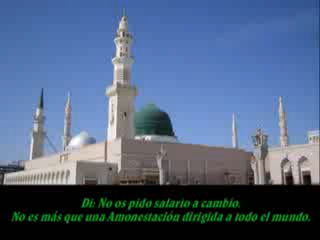 Di: No os pido salario a cambio.
No es más que una Amonestación dirigida a todo el mundo.